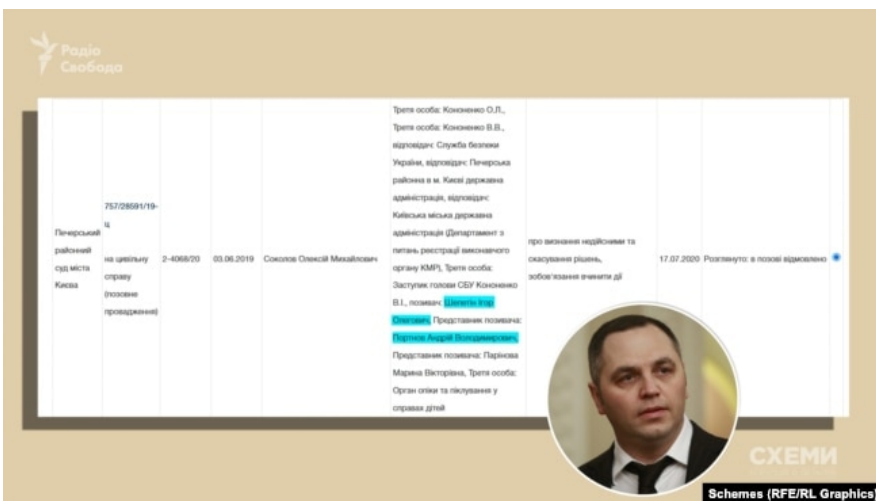 Радіо
Свобода
Печерський
районний
суд міста
Києва
757/28591/19-
ц
на цивільну
справу
(позовне
провадження)
2-4068/20
03.06.2019
Соколов Олексій Михайлович
Третя особа: Кононенко О.Л.,
Третя особа: Кононенко В.В.,
відповідач: Служба безпеки
України, відповідач: Печерська
районна в м. Києві державна
адміністрація, відповідач:
Київська міська державна
адміністрація (Департамент з
питань реєстрації виконавчого
органу КМР), Третя особа:
Заступник голови СБУ Кононенко
В.І., позивач: Шепетін Ігор
Олегович, Представник позивача:
Портнов Андрій Володимирович,
Представник позивача: Парінова
Марина Вікторівна, Третя особа:
Орган опіки та піклування у
справах дітей
про визнання недійсними та
скасування рішень,
зобов'язання вчинити дії
17.07.2020
Розглянуто: в позові відмовлено
СХЕМИ
Schemes (RFE/RL Graphics)